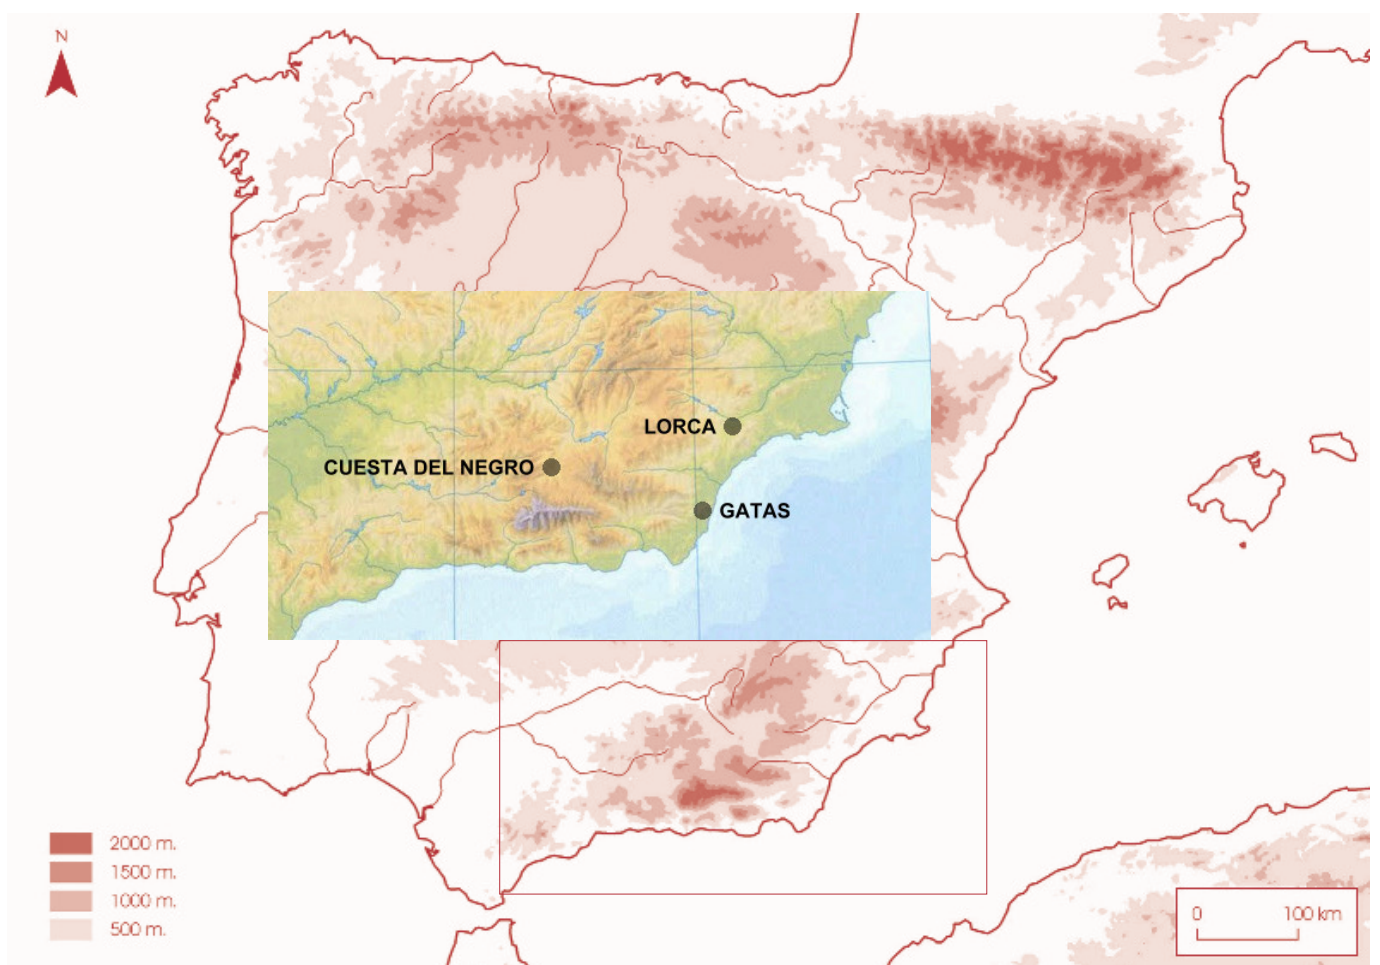 N
LORCA
CUESTA DEL NEGRO
GATAS
2000 m.
1500 m.
1000 m.
500 m.
0 100 km